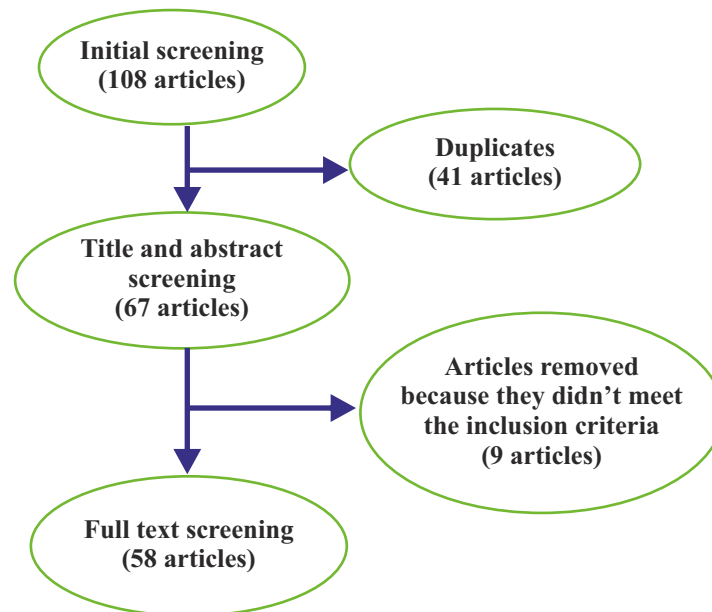 Initial screening
(108 articles)
Duplicates
(41 articles)
Title and abstract
screening
(67 articles)
Articles removed
because they didn’t meet
the inclusion criteria
(9 articles)
Full text screening
(58 articles)